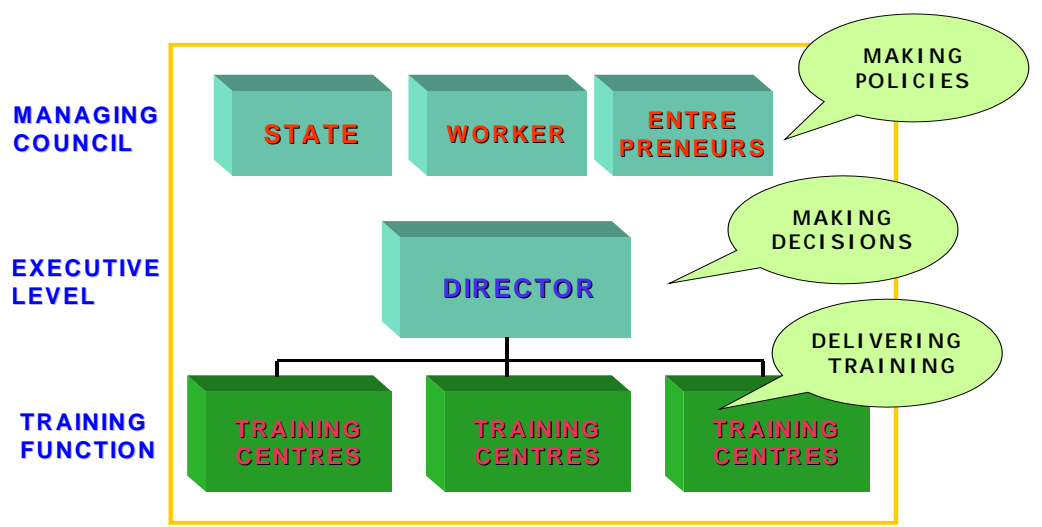 MAKING
POLICIES
MANAGING
COUNCIL
STATE
WORKER
ENTRE
PRENEURS
MAKING
DECISIONS
EXECUTIVE
LEVEL
DIRECTOR
DELIVERING
TRAINING
TRAINING
FUNCTION
TRAINING
CENTRES
TRAINING
CENTRES
TRAINING
CENTRES